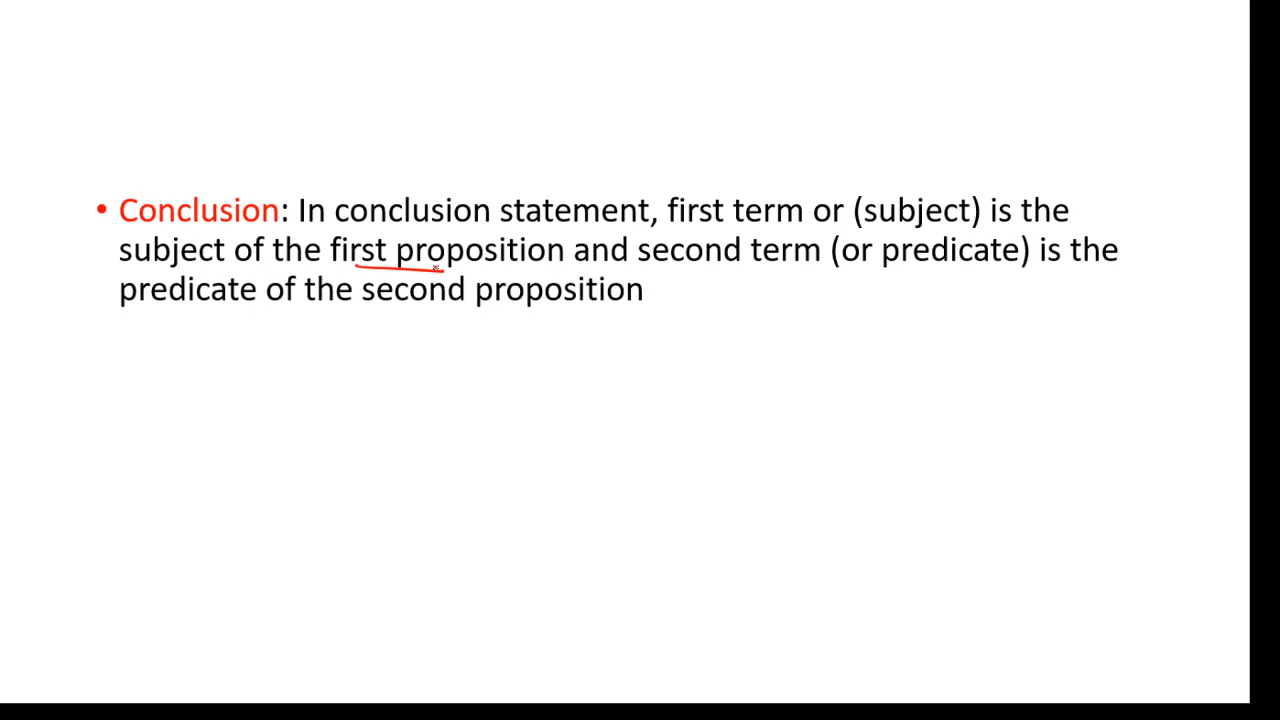 • Conclusion: In conclusion statement, first term or (subject) is the
subject of the first proposition and second term (or predicate) is the
predicate of the second proposition